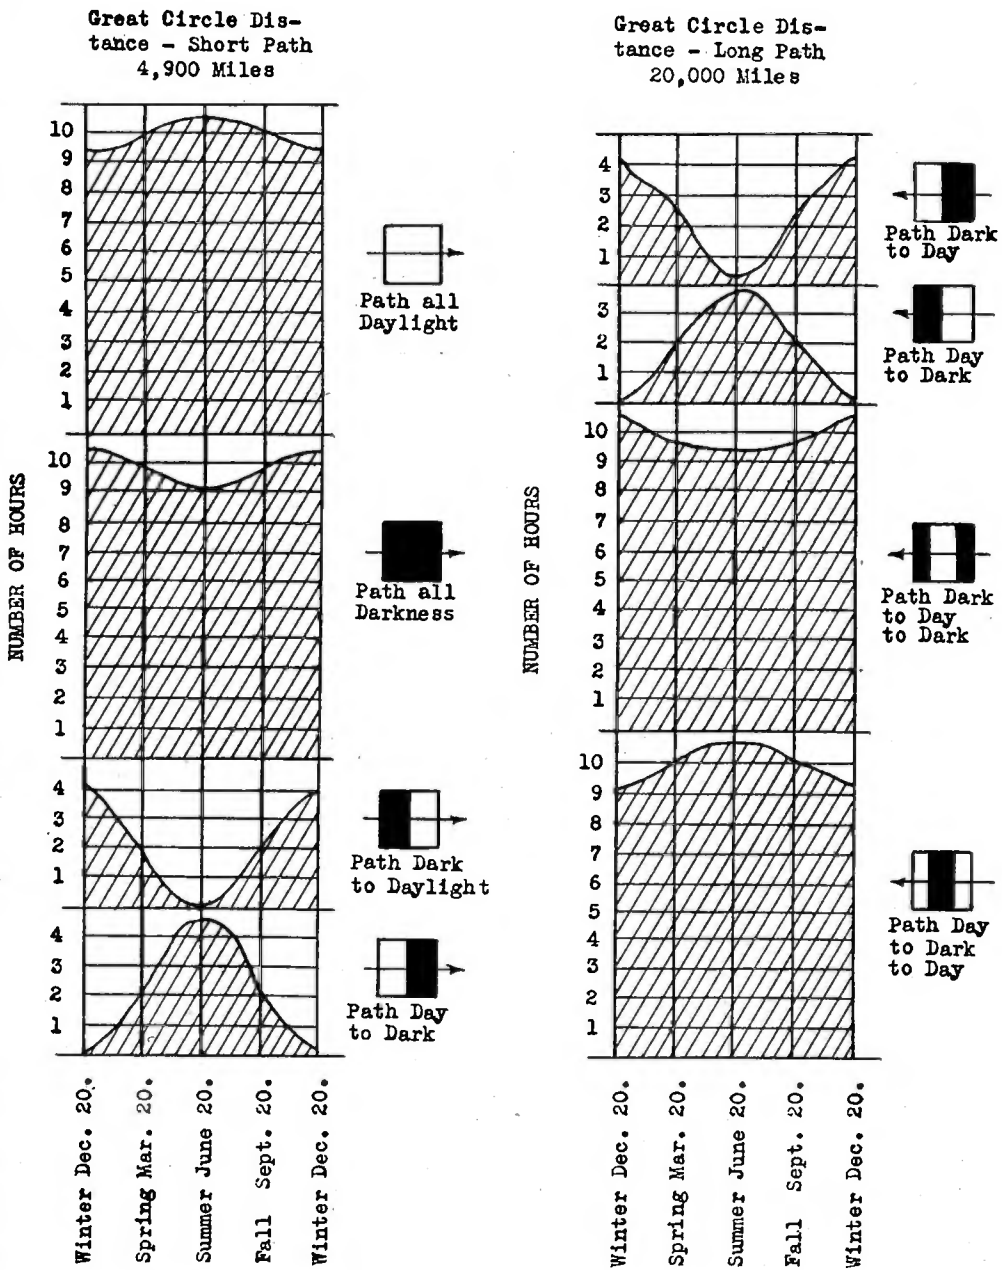 Great Circle Dis-
tance - Short Path
4,900 Miles
10
9
8
7
6
5
4
3
2
1
10
9
8
7
6
5
4
3
2
1
4
3
2
1
4
3
2
1
NUMBER OF HOURS
Path all
Daylight
Path all
Darkness
Path Dark
to Daylight
Path Day
to Dark
Winter Dec. 20.
Spring Mar. 20.
Summer June 20.
Fall Sept. 20.
Winter Dec. 20.
Great Circle Dis-
tance - Long Path
20,000 Miles
4
3
2
1
3
2
1
10
9
8
7
6
5
4
3
2
1
10
9
8
7
6
5
4
3
2
1
NUMBER OF HOURS
Path Dark
to Day
Path Day
to Dark
Path Dark
to Day
to Dark
Path Day
to Dark
to Day
Winter Dec. 20.
Spring Mar. 20.
Summer June 20.
Fall Sept. 20.
Winter Dec. 20.